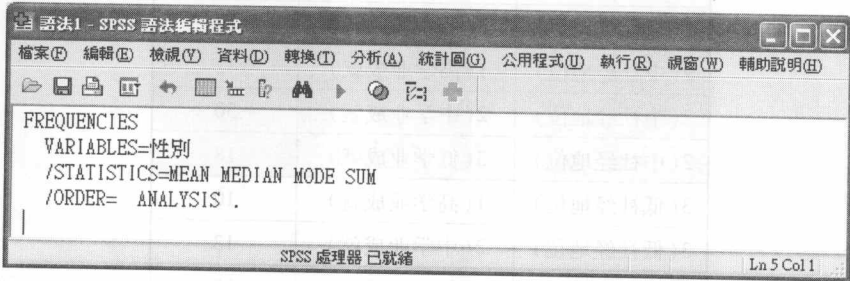 語法1 - SPSS 語法編輯程式
檔案(F) 編輯(E) 檢視(V) 資料(D) 轉換(T) 分析(A) 統計圖(G) 公用程式(U) 執行(R) 視窗(W) 輔助說明(H)
FREQUENCIES
VARIABLES=性別
/STATISTICS=MEAN MEDIAN MODE SUM
/ORDER= ANALYSIS .
SPSS 處理器 已就緒
Ln 5 Col 1